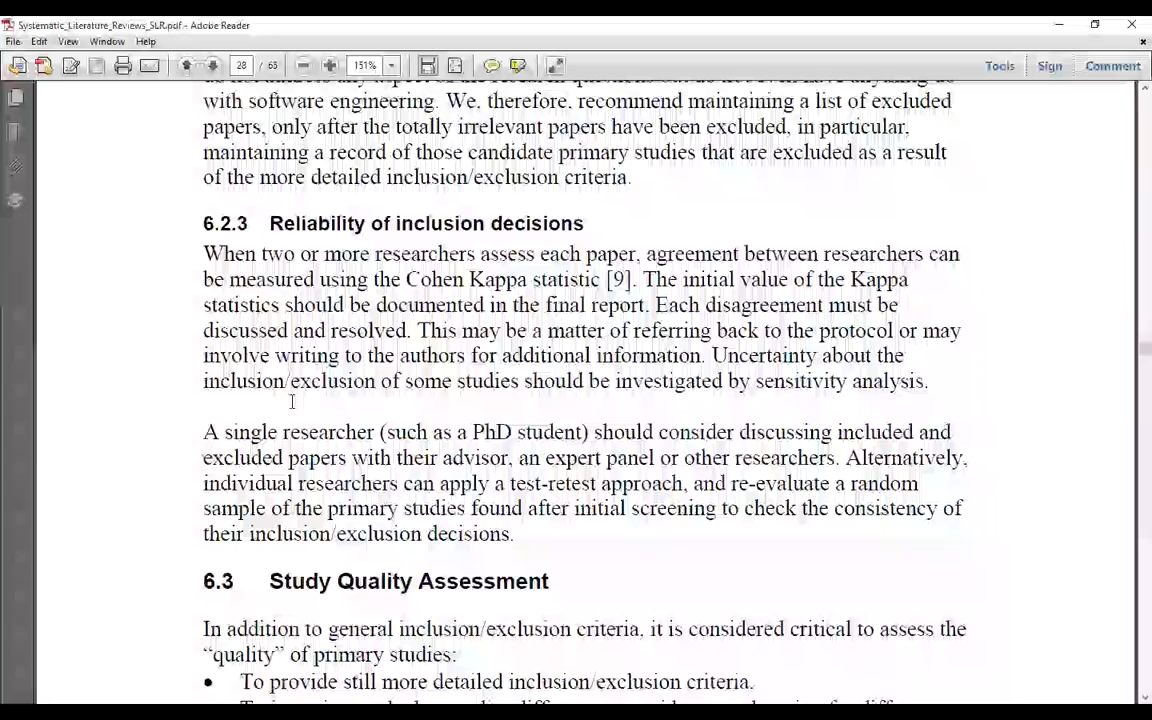 Systematic_Literature_Reviews_SLR.pdf - Adobe Reader
File Edit View Window Help
28 / 65
151%
Tools Sign Comment
with software engineering. We, therefore, recommend maintaining a list of excluded
papers, only after the totally irrelevant papers have been excluded, in particular,
maintaining a record of those candidate primary studies that are excluded as a result
of the more detailed inclusion/exclusion criteria.
6.2.3 Reliability of inclusion decisions
When two or more researchers assess each paper, agreement between researchers can
be measured using the Cohen Kappa statistic [9]. The initial value of the Kappa
statistics should be documented in the final report. Each disagreement must be
discussed and resolved. This may be a matter of referring back to the protocol or may
involve writing to the authors for additional information. Uncertainty about the
inclusion/exclusion of some studies should be investigated by sensitivity analysis.
A single researcher (such as a PhD student) should consider discussing included and
excluded papers with their advisor, an expert panel or other researchers. Alternatively,
individual researchers can apply a test-retest approach, and re-evaluate a random
sample of the primary studies found after initial screening to check the consistency of
their inclusion/exclusion decisions.
6.3 Study Quality Assessment
In addition to general inclusion/exclusion criteria, it is considered critical to assess the
“quality” of primary studies:
• To provide still more detailed inclusion/exclusion criteria.